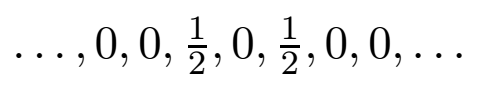 ..., 0, 0, 1/2, 0, 1/2, 0, 0, ...